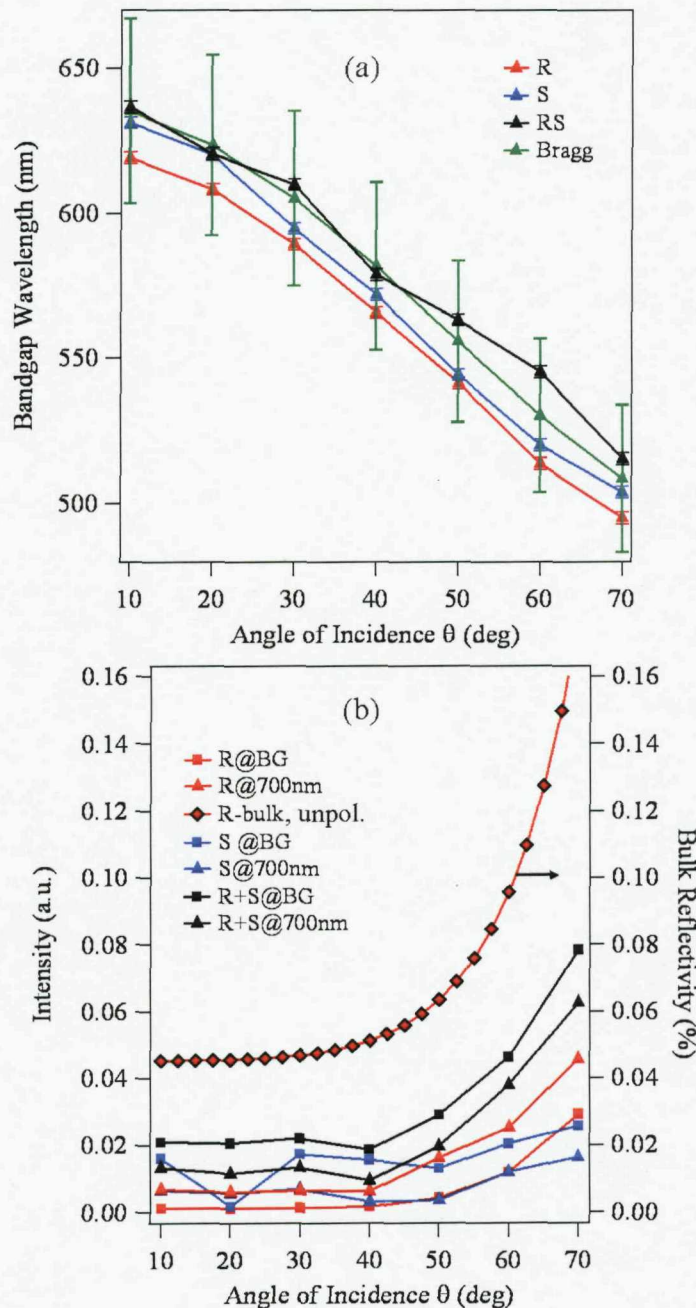 (a)
R
S
RS
Bragg
650
600
550
500
Bandgap Wavelength (nm)
10 20 30 40 50 60 70
Angle of Incidence θ (deg)
(b)
R@BG
R@700nm
R-bulk, unpol.
S @BG
S@700nm
R+S@BG
R+S@700nm
0.16
0.14
0.12
0.10
0.08
0.06
0.04
0.02
0.00
Intensity (a.u.)
0.16
0.14
0.12
0.10
0.08
0.06
0.04
0.02
0.00
Bulk Reflectivity (%)
10 20 30 40 50 60 70
Angle of Incidence θ (deg)